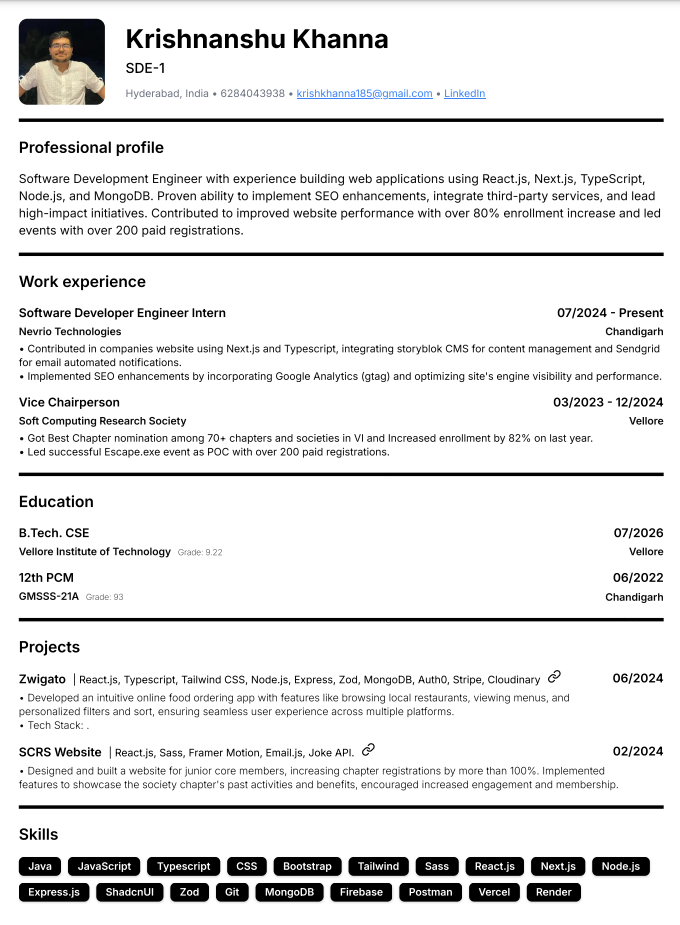 Krishnanshu Khanna
SDE-1
Hyderabad, India • 6284043938 • krishkhanna185@gmail.com • LinkedIn
Professional profile
Software Development Engineer with experience building web applications using React.js, Next.js, TypeScript,
Node.js, and MongoDB. Proven ability to implement SEO enhancements, integrate third-party services, and lead
high-impact initiatives. Contributed to improved website performance with over 80% enrollment increase and led
events with over 200 paid registrations.
Work experience
Software Developer Engineer Intern 07/2024 - Present
Nevrio Technologies Chandigarh
• Contributed in companies website using Next.js and Typescript, integrating storyblok CMS for content management and Sendgrid
for email automated notifications.
• Implemented SEO enhancements by incorporating Google Analytics (gtag) and optimizing site's engine visibility and performance.
Vice Chairperson 03/2023 - 12/2024
Soft Computing Research Society Vellore
• Got Best Chapter nomination among 70+ chapters and societies in VI and Increased enrollment by 82% on last year.
• Led successful Escape.exe event as POC with over 200 paid registrations.
Education
B.Tech. CSE 07/2026
Vellore Institute of Technology Grade: 9.22 Vellore
12th PCM 06/2022
GMSSS-21A Grade: 93 Chandigarh
Projects
Zwigato | React.js, Typescript, Tailwind CSS, Node.js, Express, Zod, MongoDB, Auth0, Stripe, Cloudinary 06/2024
• Developed an intuitive online food ordering app with features like browsing local restaurants, viewing menus, and
personalized filters and sort, ensuring seamless user experience across multiple platforms.
• Tech Stack: .
SCRS Website | React.js, Sass, Framer Motion, Email.js, Joke API. 02/2024
• Designed and built a website for junior core members, increasing chapter registrations by more than 100%. Implemented
features to showcase the society chapter's past activities and benefits, encouraged increased engagement and membership.
Skills
Java JavaScript Typescript CSS Bootstrap Tailwind Sass React.js Next.js Node.js
Express.js ShadcnUI Zod Git MongoDB Firebase Postman Vercel Render